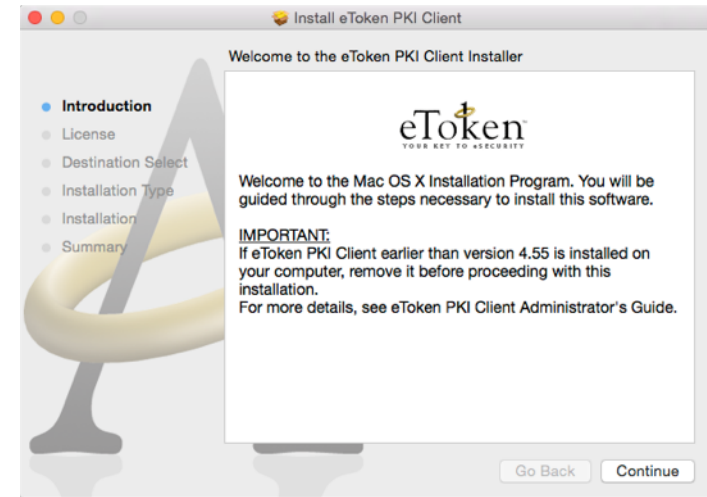 Install eToken PKI Client
Welcome to the eToken PKI Client Installer
Introduction
License
Destination Select
Installation Type
Installation
Summary
eToken™
YOUR KEY TO eSECURITY
Welcome to the Mac OS X Installation Program. You will be
guided through the steps necessary to install this software.
IMPORTANT:
If eToken PKI Client earlier than version 4.55 is installed on
your computer, remove it before proceeding with this
installation.
For more details, see eToken PKI Client Administrator's Guide.
Go Back
Continue